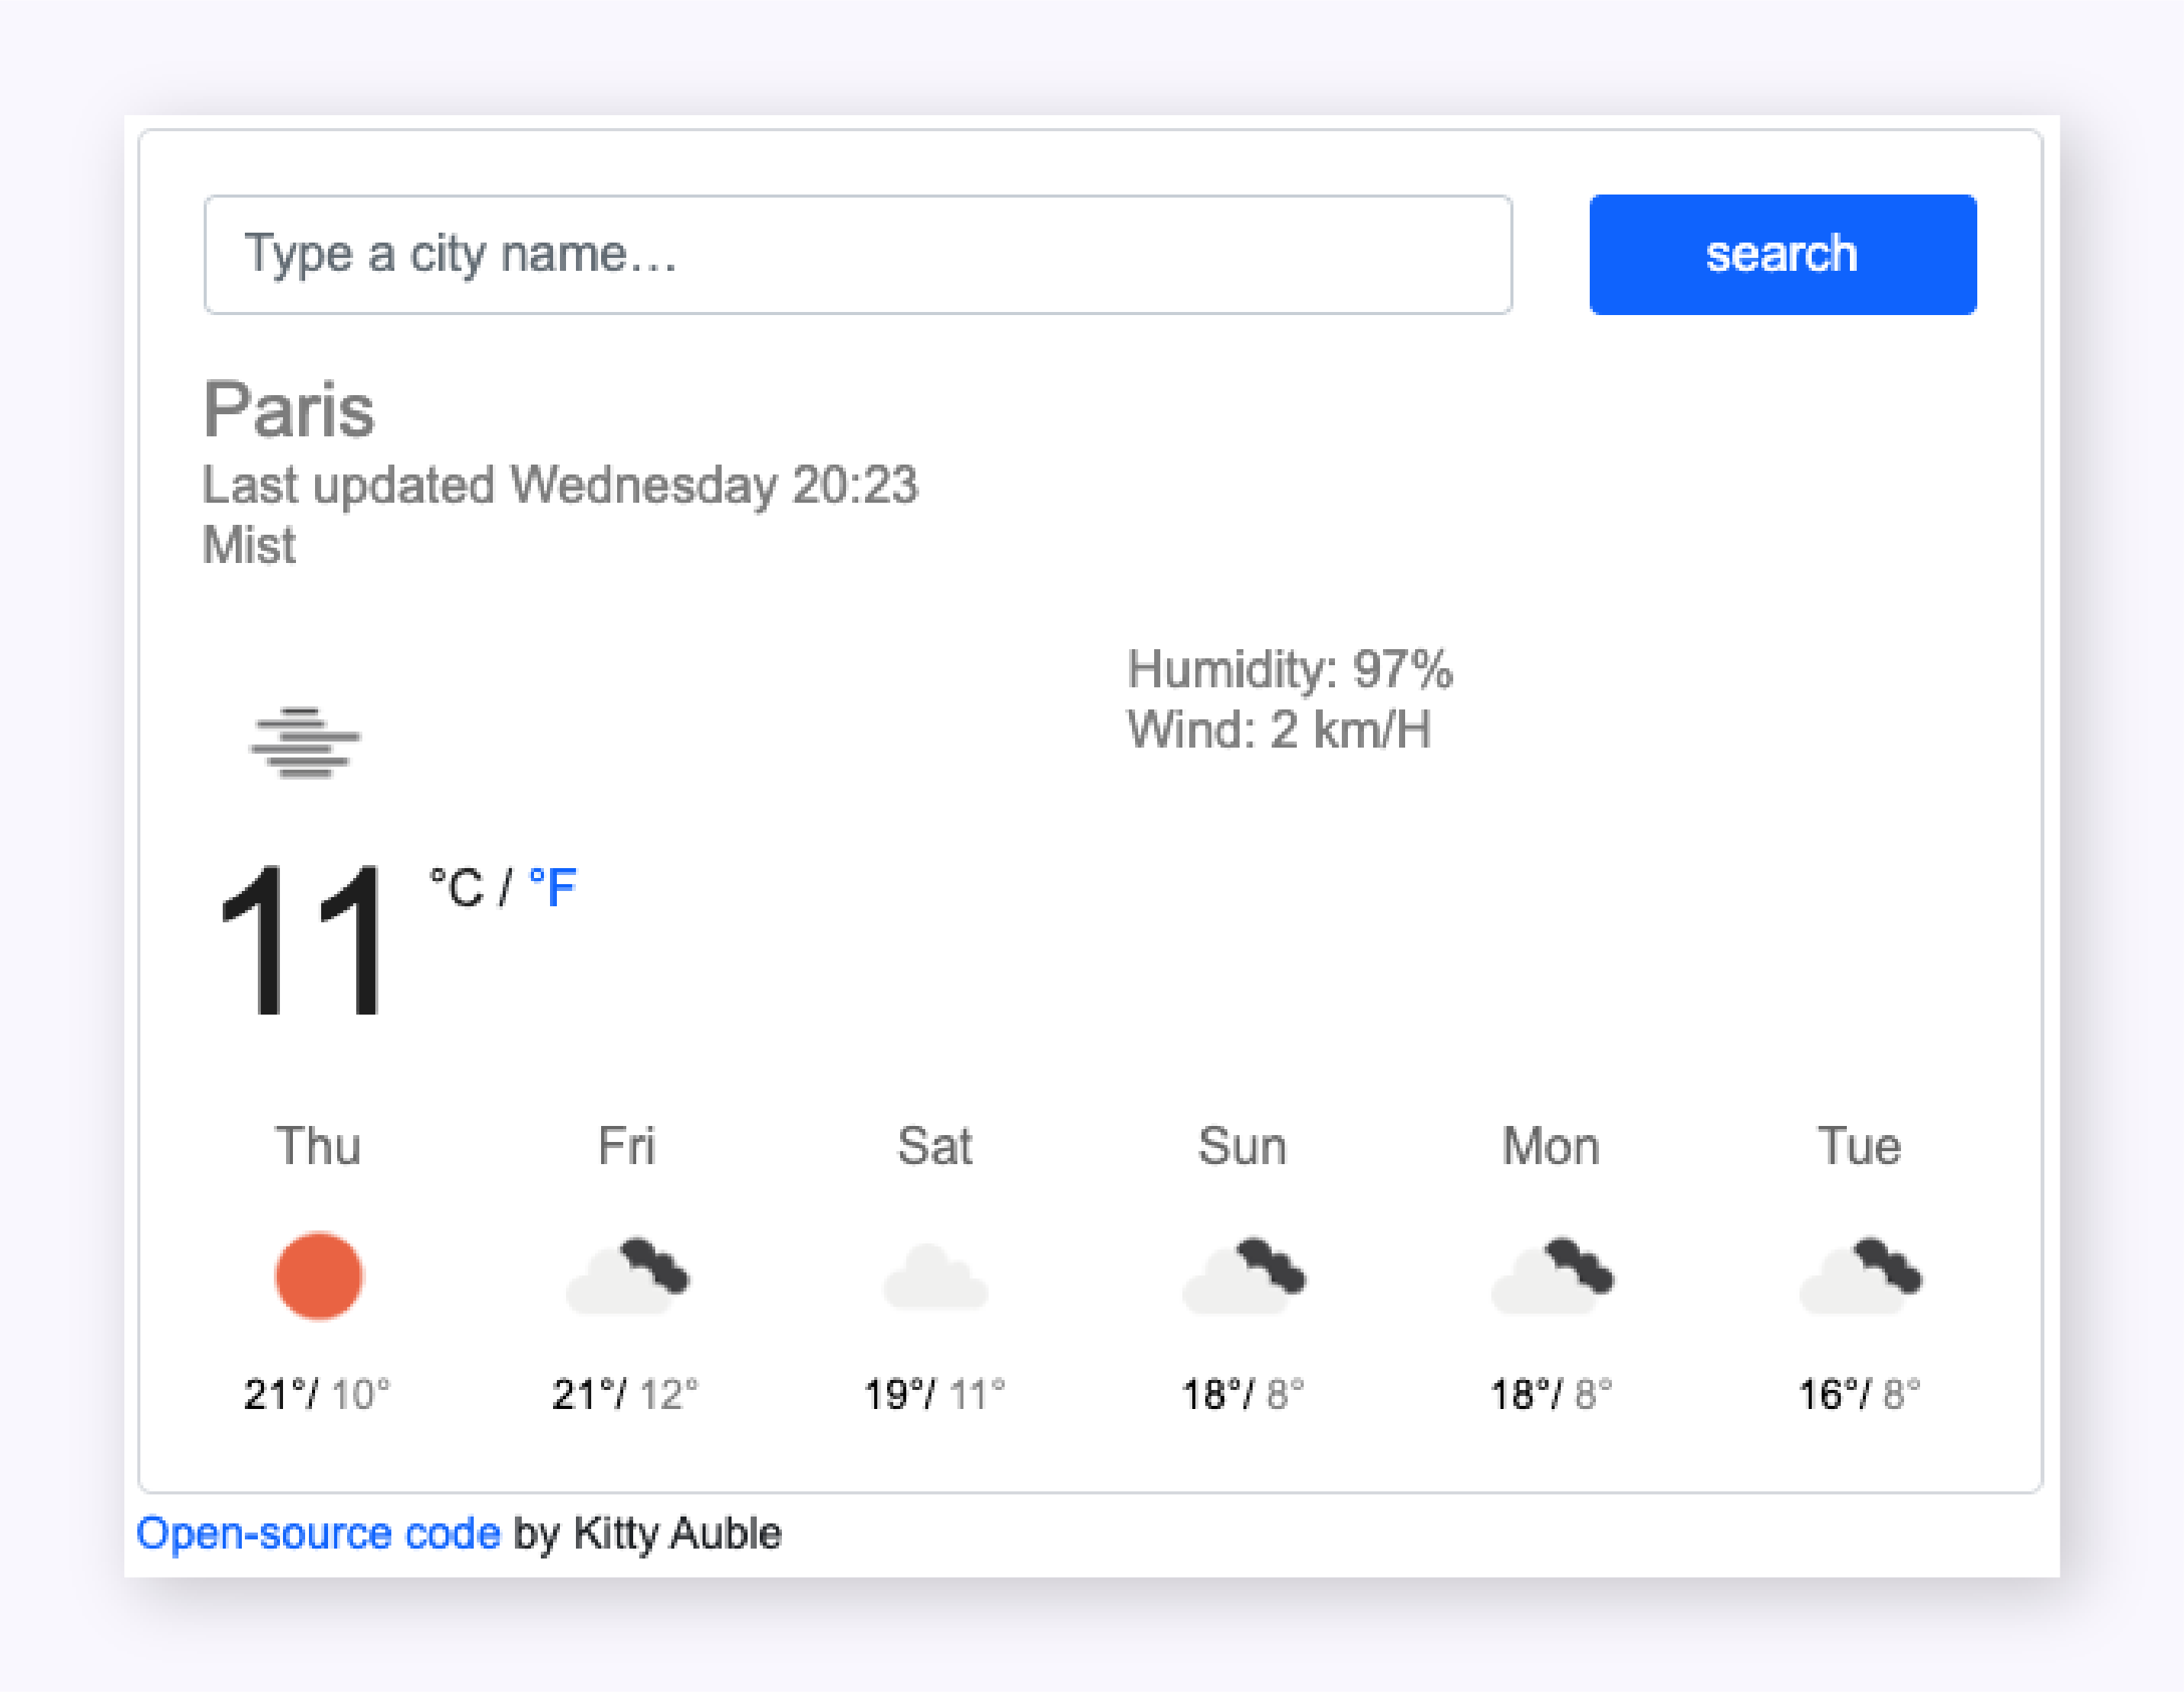 Type a city name...
search
Paris
Last updated Wednesday 20:23
Mist
Humidity: 97%
Wind: 2 km/H
11 °C / °F
Thu Fri Sat Sun Mon Tue
21°/ 10° 21°/ 12° 19°/ 11° 18°/ 8° 18°/ 8° 16°/ 8°
Open-source code by Kitty Auble